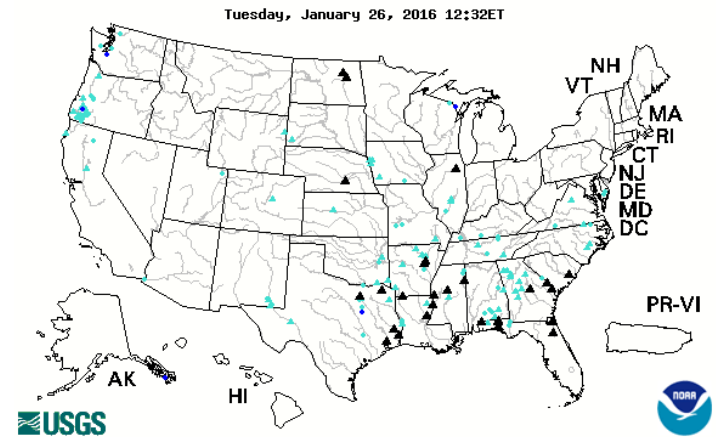 Tuesday, January 26, 2016 12:32ET
NH
VT
MA
RI
CT
NJ
DE
MD
DC
PR-VI
AK
HI
USGS
NOAA